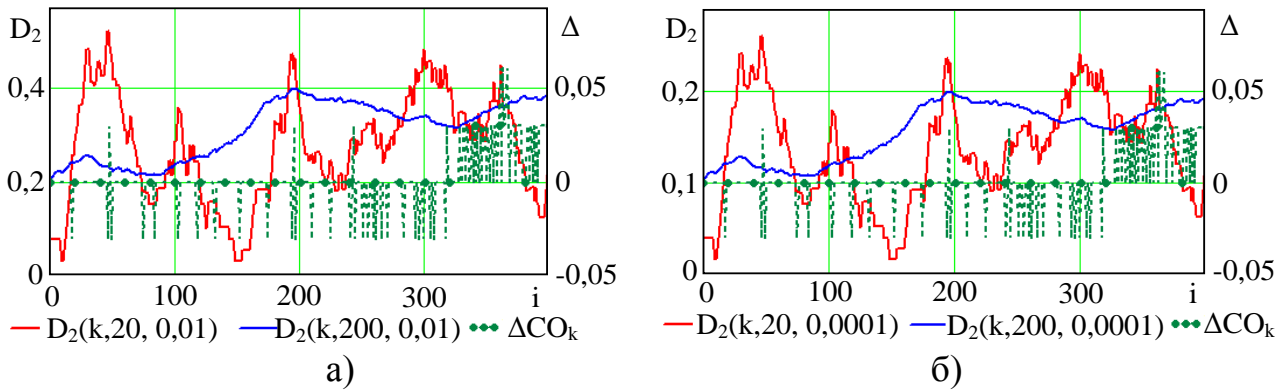 D₂ Δ
0,4 0,05
0,2 0
0 -0,05
0 100 200 300 i
D₂(k,20, 0,01) D₂(k,200, 0,01) ΔCOₖ
а)
D₂ Δ
0,2 0,05
0,1 0
0 -0,05
0 100 200 300 i
D₂(k,20, 0,0001) D₂(k,200, 0,0001) ΔCOₖ
б)